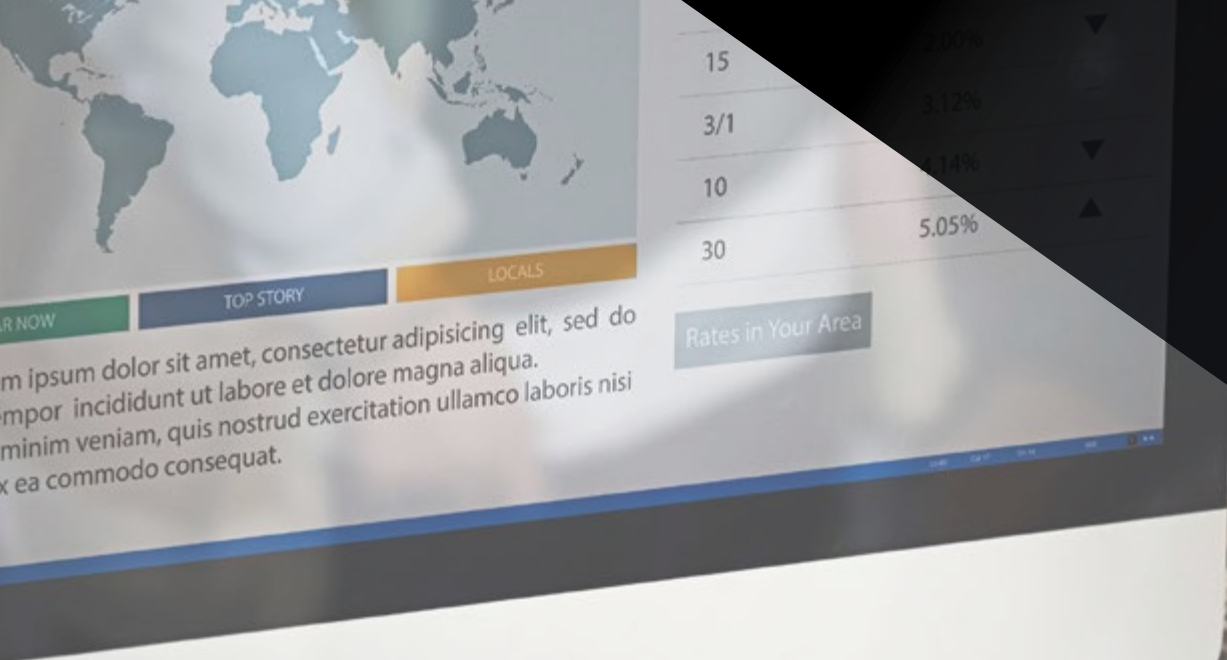 2.00%
15
3.12%
3/1
4.14%
10
5.05%
30
LOCALS
TOP STORY
R NOW
Rates in Your Area
m ipsum dolor sit amet, consectetur adipisicing elit, sed do
empor incididunt ut labore et dolore magna aliqua.
minim veniam, quis nostrud exercitation ullamco laboris nisi
x ea commodo consequat.